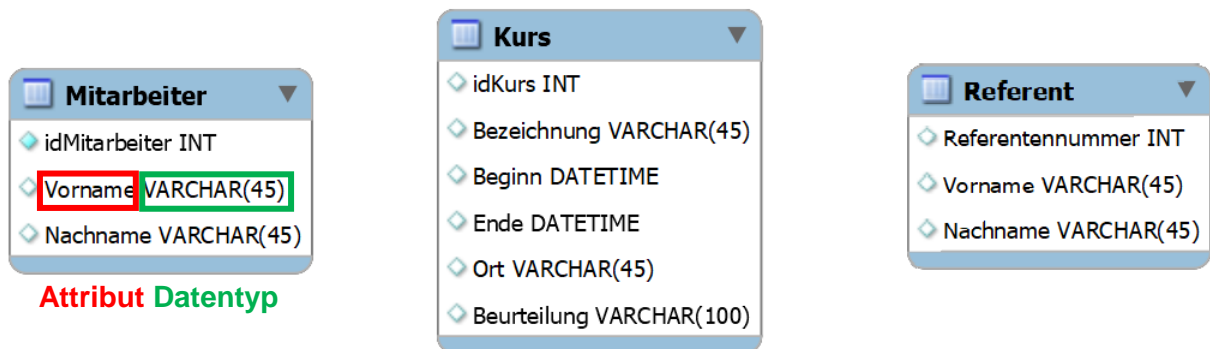 Mitarbeiter
idMitarbeiter INT
Vorname VARCHAR(45)
Nachname VARCHAR(45)
Attribut Datentyp
Kurs
idKurs INT
Bezeichnung VARCHAR(45)
Beginn DATETIME
Ende DATETIME
Ort VARCHAR(45)
Beurteilung VARCHAR(100)
Referent
Referentennummer INT
Vorname VARCHAR(45)
Nachname VARCHAR(45)